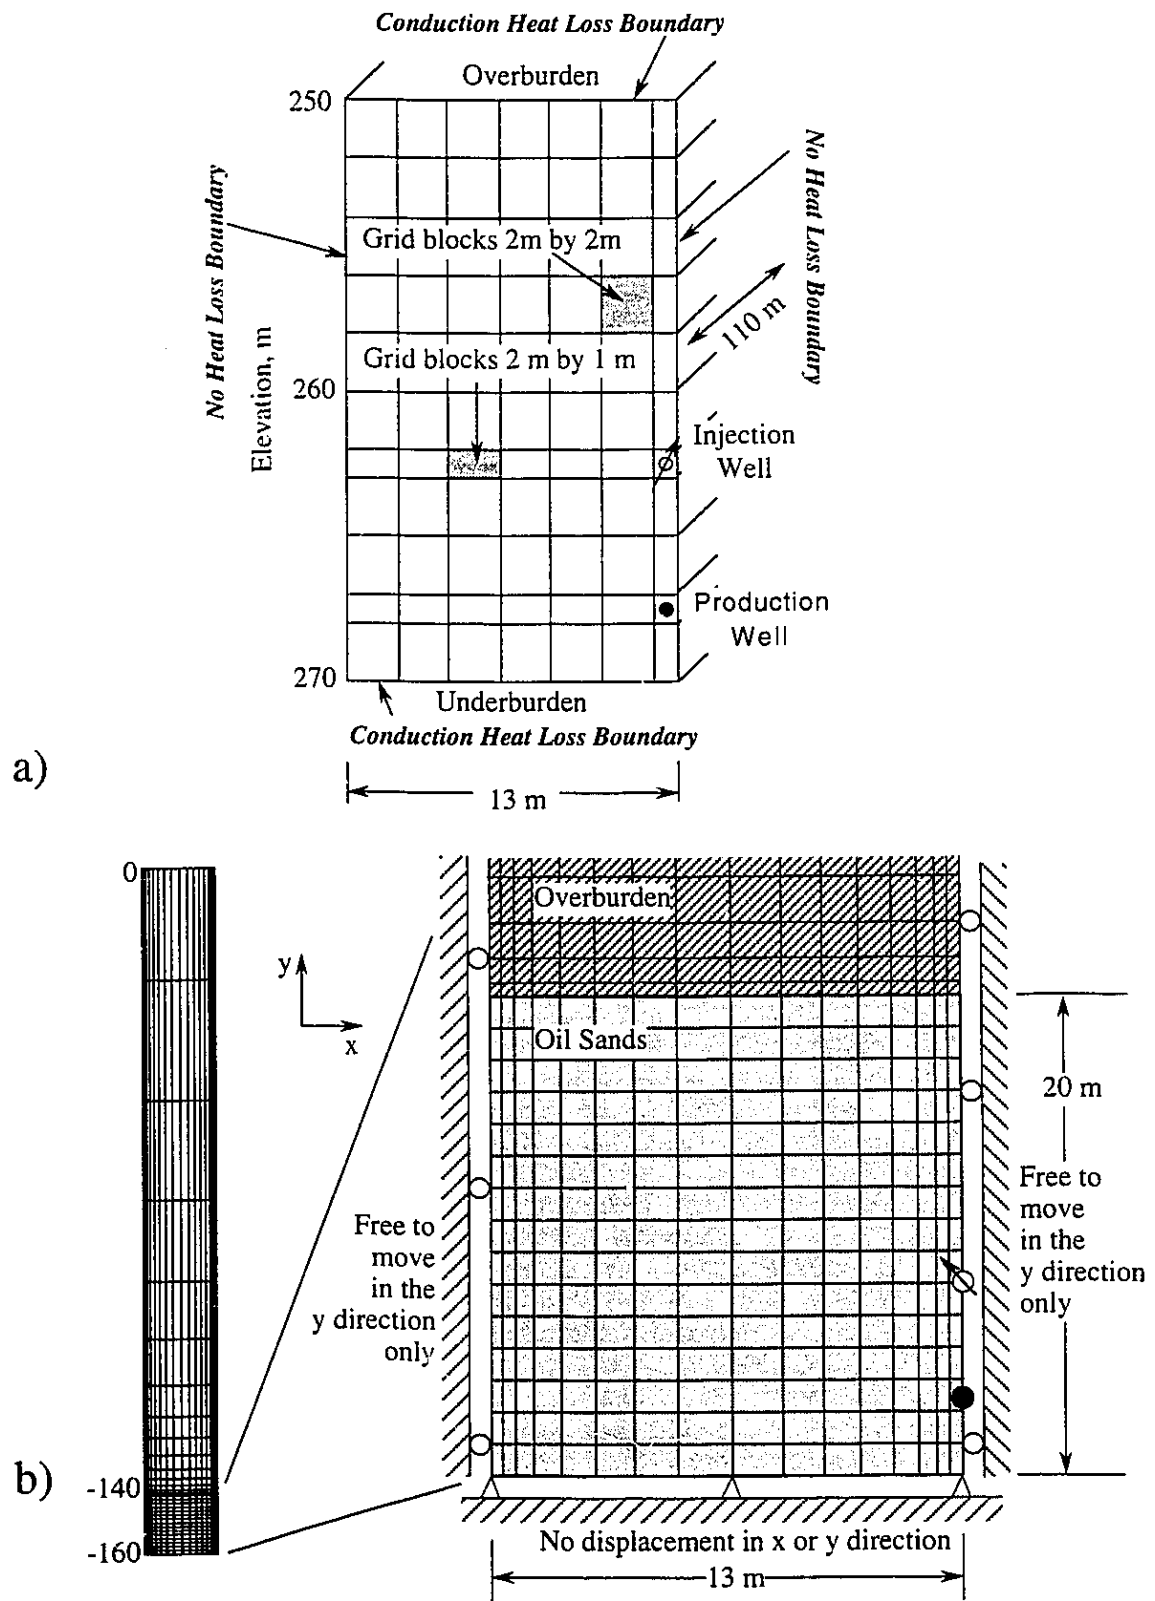 Conduction Heat Loss Boundary
Overburden
250
No Heat Loss Boundary
No Heat Loss Boundary
Grid blocks 2m by 2m
110 m
Grid blocks 2 m by 1 m
260
Elevation, m
Injection
Well
Production
Well
270
Underburden
Conduction Heat Loss Boundary
a)
13 m
0
Overburden
y
x
Oil Sands
20 m
Free to
move
in the
y direction
only
Free to
move
in the
y direction
only
b)
-140
-160
No displacement in x or y direction
13 m